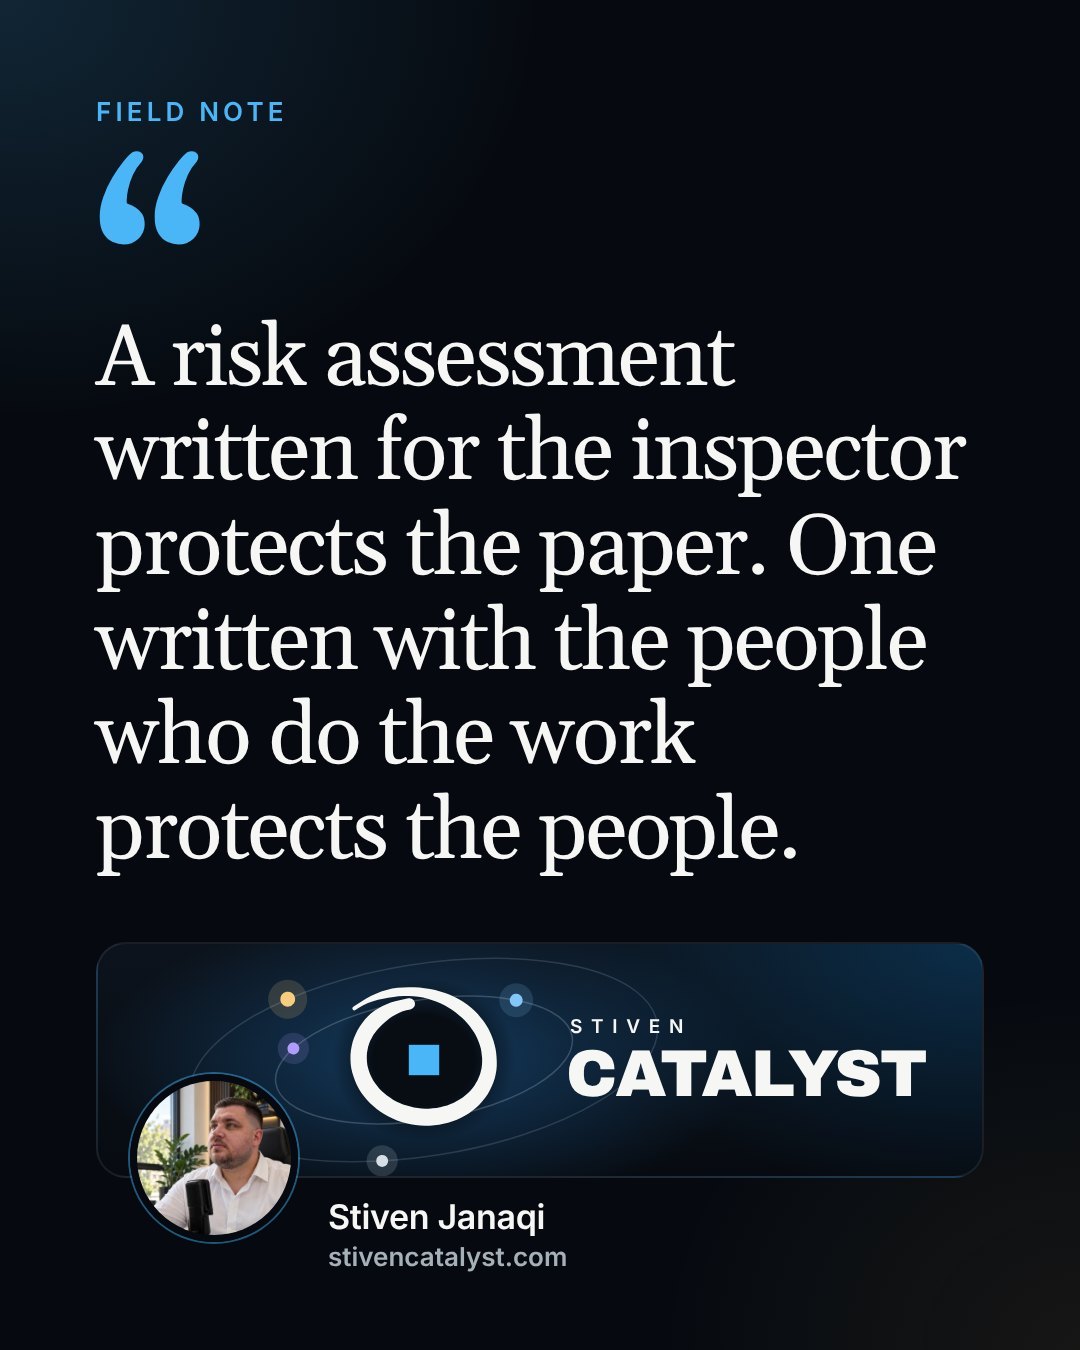 FIELD NOTE
“
A risk assessment
written for the inspector
protects the paper. One
written with the people
who do the work
protects the people.
STIVEN
CATALYST
Stiven Janaqi
stivencatalyst.com